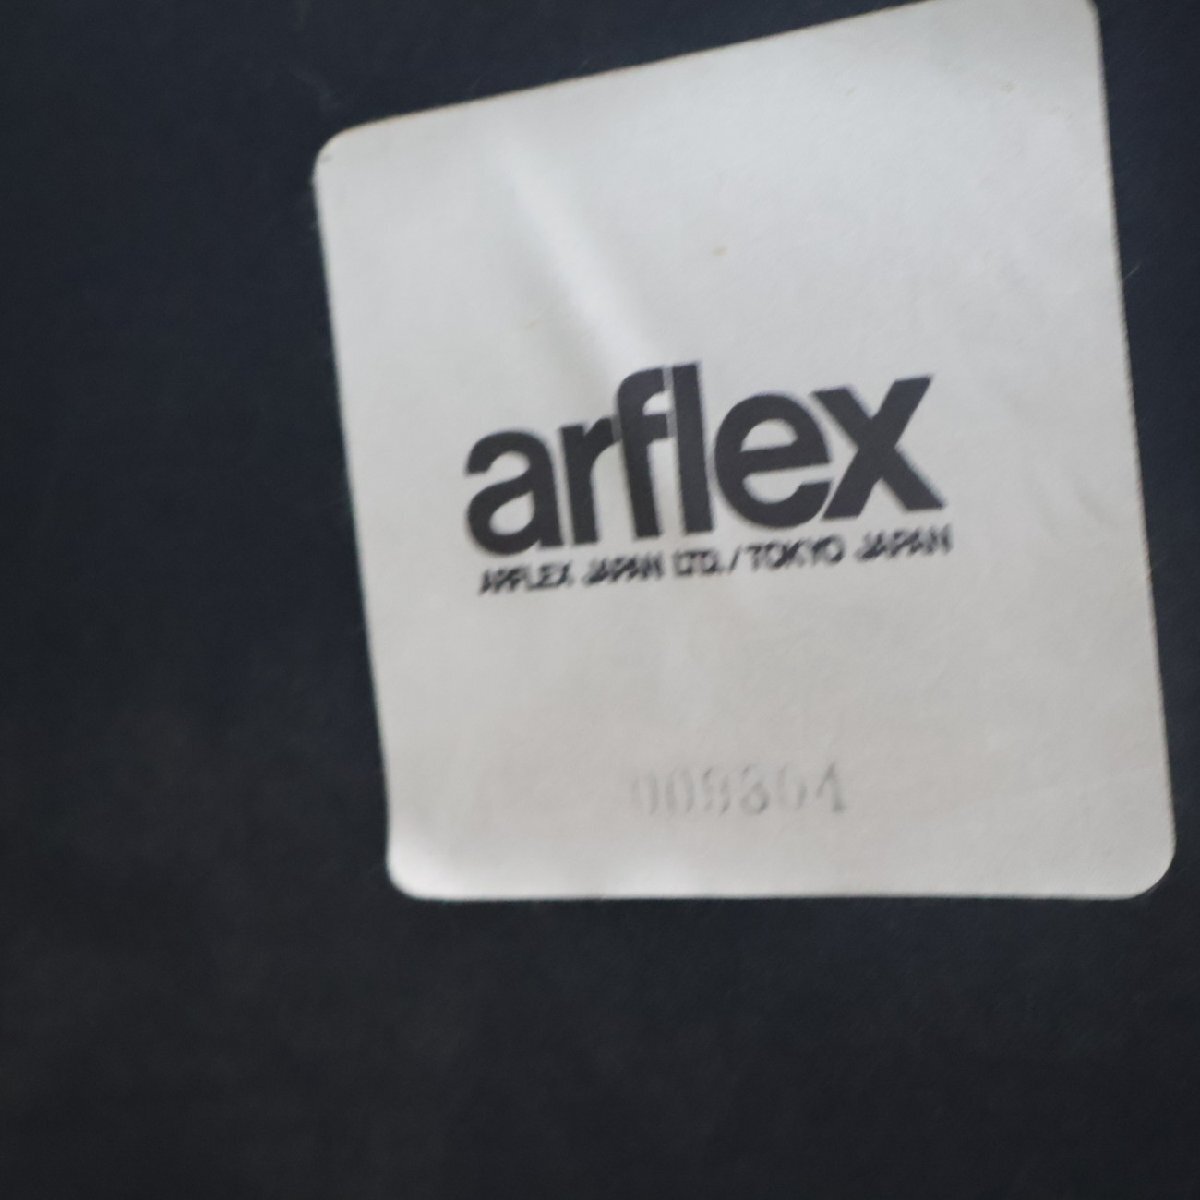 arflex
ARFLEX JAPAN LTD. / TOKYO JAPAN